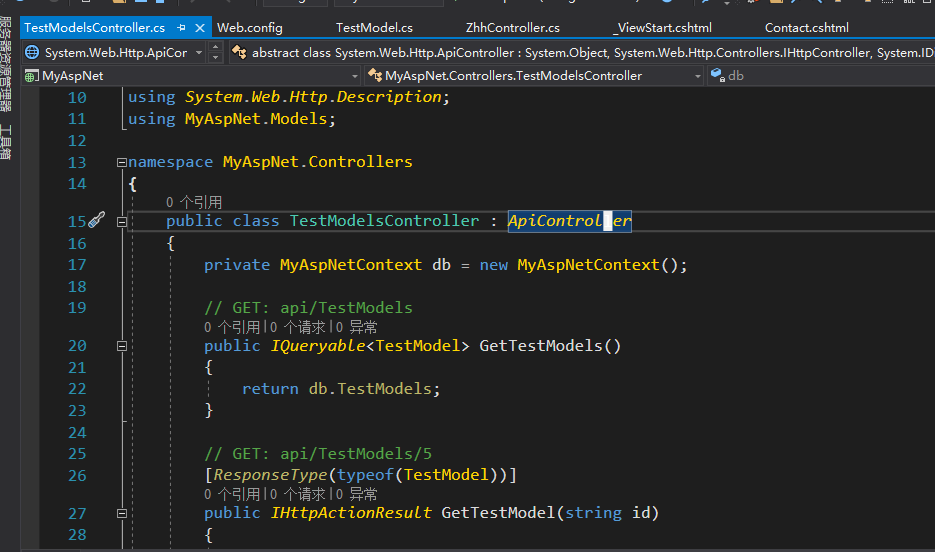 TestModelsController.cs
Web.config
TestModel.cs
ZhhController.cs
_ViewStart.cshtml
Contact.cshtml
System.Web.Http.ApiCor
abstract class System.Web.Http.ApiController : System.Object, System.Web.Http.Controllers.IHttpController, System.ID
MyAspNet
MyAspNet.Controllers.TestModelsController
db
服务器资源管理器
工具箱
10 using System.Web.Http.Description;
11 using MyAspNet.Models;
12
13 namespace MyAspNet.Controllers
14 {
0 个引用
15 public class TestModelsController : ApiController
16 {
17 private MyAspNetContext db = new MyAspNetContext();
18
19 // GET: api/TestModels
0 个引用|0 个请求|0 异常
20 public IQueryable<TestModel> GetTestModels()
21 {
22 return db.TestModels;
23 }
24
25 // GET: api/TestModels/5
26 [ResponseType(typeof(TestModel))]
0 个引用|0 个请求|0 异常
27 public IHttpActionResult GetTestModel(string id)
28 {